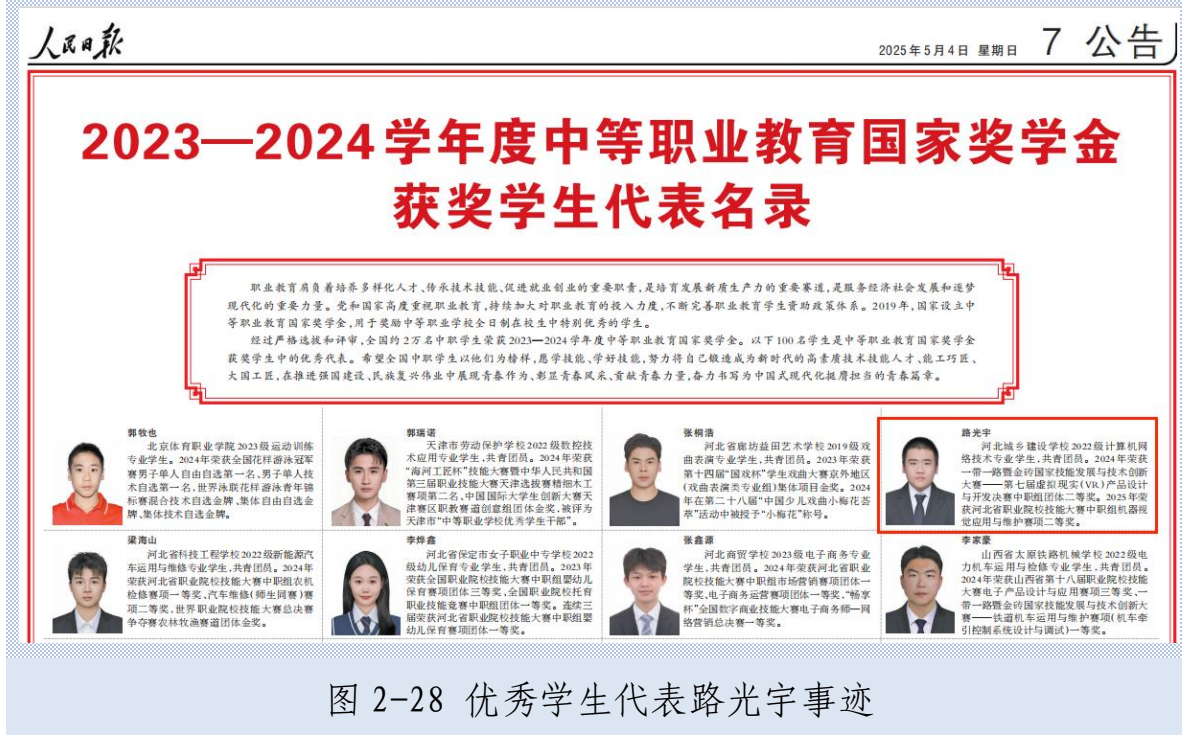 人民日报
2025年5月4日 星期日 7 公告
2023—2024学年度中等职业教育国家奖学金
获奖学生代表名录
职业教育肩负着培养多样化人才、传承技术技能、促进就业创业的重要职责,是培育发展新质生产力的重要赛道,是服务经济社会发展和逐梦
现代化的重要力量。党和国家高度重视职业教育,持续加大对职业教育的投入力度,不断完善职业教育学生资助政策体系。2019年,国家设立中
等职业教育国家奖学金,用于奖励中等职业学校全日制在校生中特别优秀的学生。
经过严格选拔和评审,全国约2万名中职学生荣获2023—2024学年度中等职业教育国家奖学金。以下100名学生是中等职业教育国家奖学金
获奖学生中的优秀代表。希望全国中职学生以他们为榜样,愿学技能、学好技能,努力将自己锻造成为新时代的高素质技术技能人才、能工巧匠、
大国工匠,在推进强国建设、民族复兴伟业中展现青春作为、彰显青春风采、贡献青春力量,奋力书写为中国式现代化挺膺担当的青春篇章。
郭牧也
北京体育职业学院2023级运动训练
专业学生。2024年荣获全国花样游泳冠军
赛男子单人自由自选第一名、男子单人技
术自选第一名,世界泳联花样游泳青年锦
标赛混合技术自选金牌、集体自由自选金
牌、集体技术自选金牌。
郭瑞诺
天津市劳动保护学校2022级数控技
术应用专业学生,共青团员。2024年荣获
“海河工匠杯”技能大赛暨中华人民共和国
第三届职业技能大赛天津选拔赛精细木工
赛项第二名、中国国际大学生创新大赛天
津赛区职教赛道创意组团体金奖,被评为
天津市“中等职业学校优秀学生干部”。
张桐浩
河北省廊坊益田艺术学校2019级戏
曲表演专业学生,共青团员。2023年荣获
第十四届“国戏杯”学生戏曲大赛京外地区
(戏曲表演类专业组)集体项目金奖。2024
年在第二十八届“中国少儿戏曲小梅花荟
萃”活动中被授予“小梅花”称号。
路光宇
河北城乡建设学校2022级计算机网
络技术专业学生,共青团员。2024年荣获
一带一路暨金砖国家技能发展与技术创新
大赛——第七届虚拟现实(VR)产品设计
与开发决赛中职组团体二等奖。2025年荣
获河北省职业院校技能大赛中职组机器视
觉应用与维护赛项二等奖。
梁海山
河北省科技工程学校2022级新能源汽
车运用与维修专业学生,共青团员。2024年
荣获河北省职业院校技能大赛中职组农机
检修赛项一等奖、汽车维修(师生同赛)赛
项二等奖,世界职业院校技能大赛总决赛
争夺赛农林牧渔赛道团体金奖。
李烨鑫
河北省保定市女子职业中专学校2022
级幼儿保育专业学生,共青团员。2023年
荣获全国职业院校技能大赛中职组婴幼儿
保育赛项团体三等奖、全国职业院校托育
职业技能竞赛中职组团体一等奖。连续三
届荣获河北省职业院校技能大赛中职组婴
幼儿保育赛项团体一等奖。
张鑫源
河北商贸学校2023级电子商务专业
学生,共青团员。2024年荣获河北省职业
院校技能大赛中职组市场营销赛项团体一
等奖、电子商务运营赛项团体一等奖,“畅享
杯”全国数字商业技能大赛电子商务师—网
络营销总决赛一等奖。
李家豪
山西省太原铁路机械学校2022级电
力机车运用与检修专业学生,共青团员。
2024年荣获山西省第十八届职业院校技能
大赛电子产品设计与应用赛项三等奖、一
带一路暨金砖国家技能发展与技术创新大
赛——铁道机车运用与维护赛项(机车牵
引控制系统设计与调试)一等奖。
图 2-28 优秀学生代表路光宇事迹